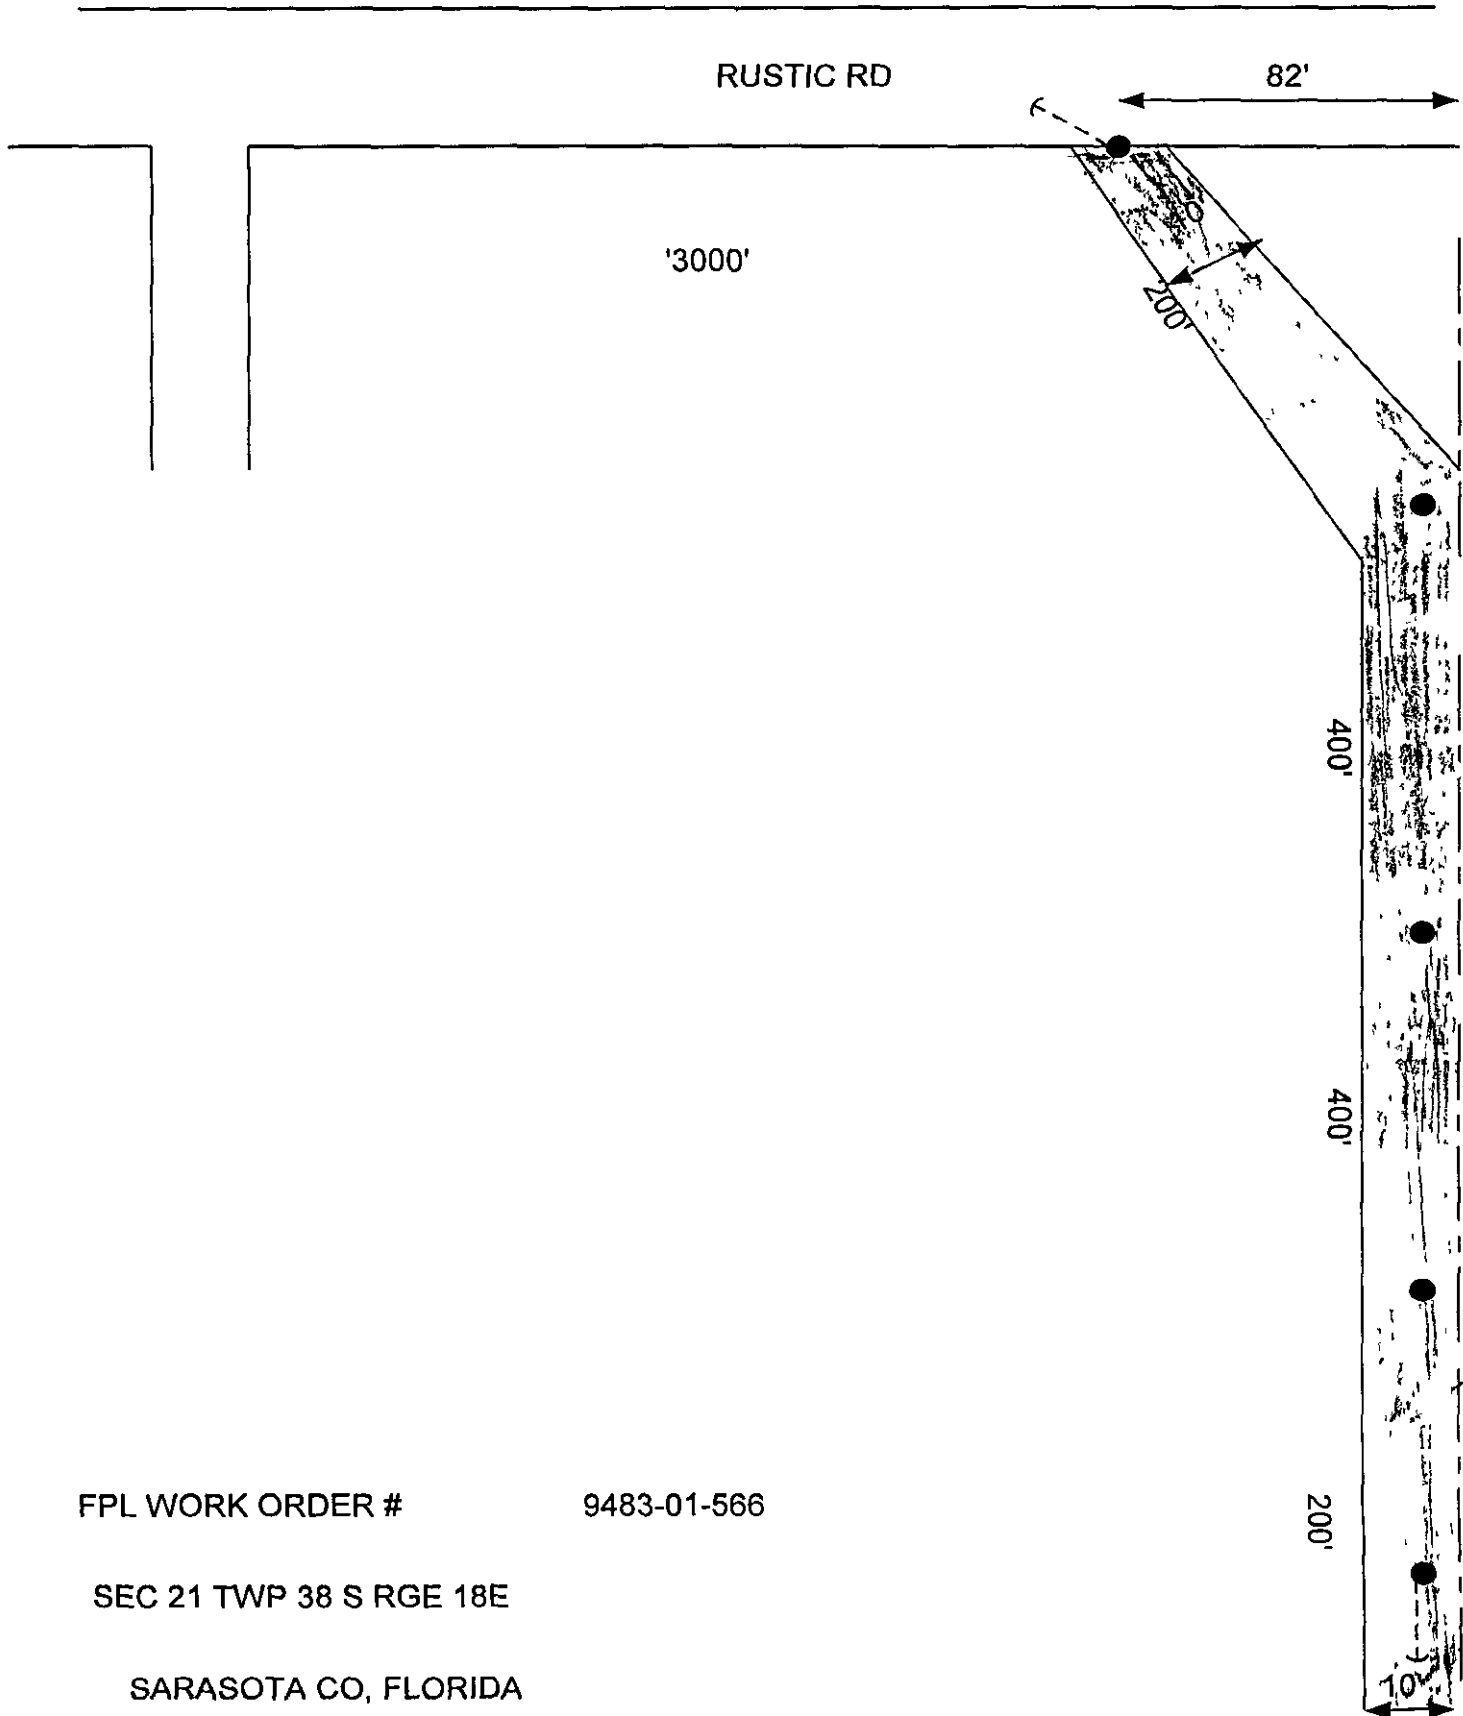 RUSTIC RD
82'
'3000'
200'
400'
400'
200'
FPL WORK ORDER # 9483-01-566
SEC 21 TWP 38 S RGE 18E
SARASOTA CO, FLORIDA
10'